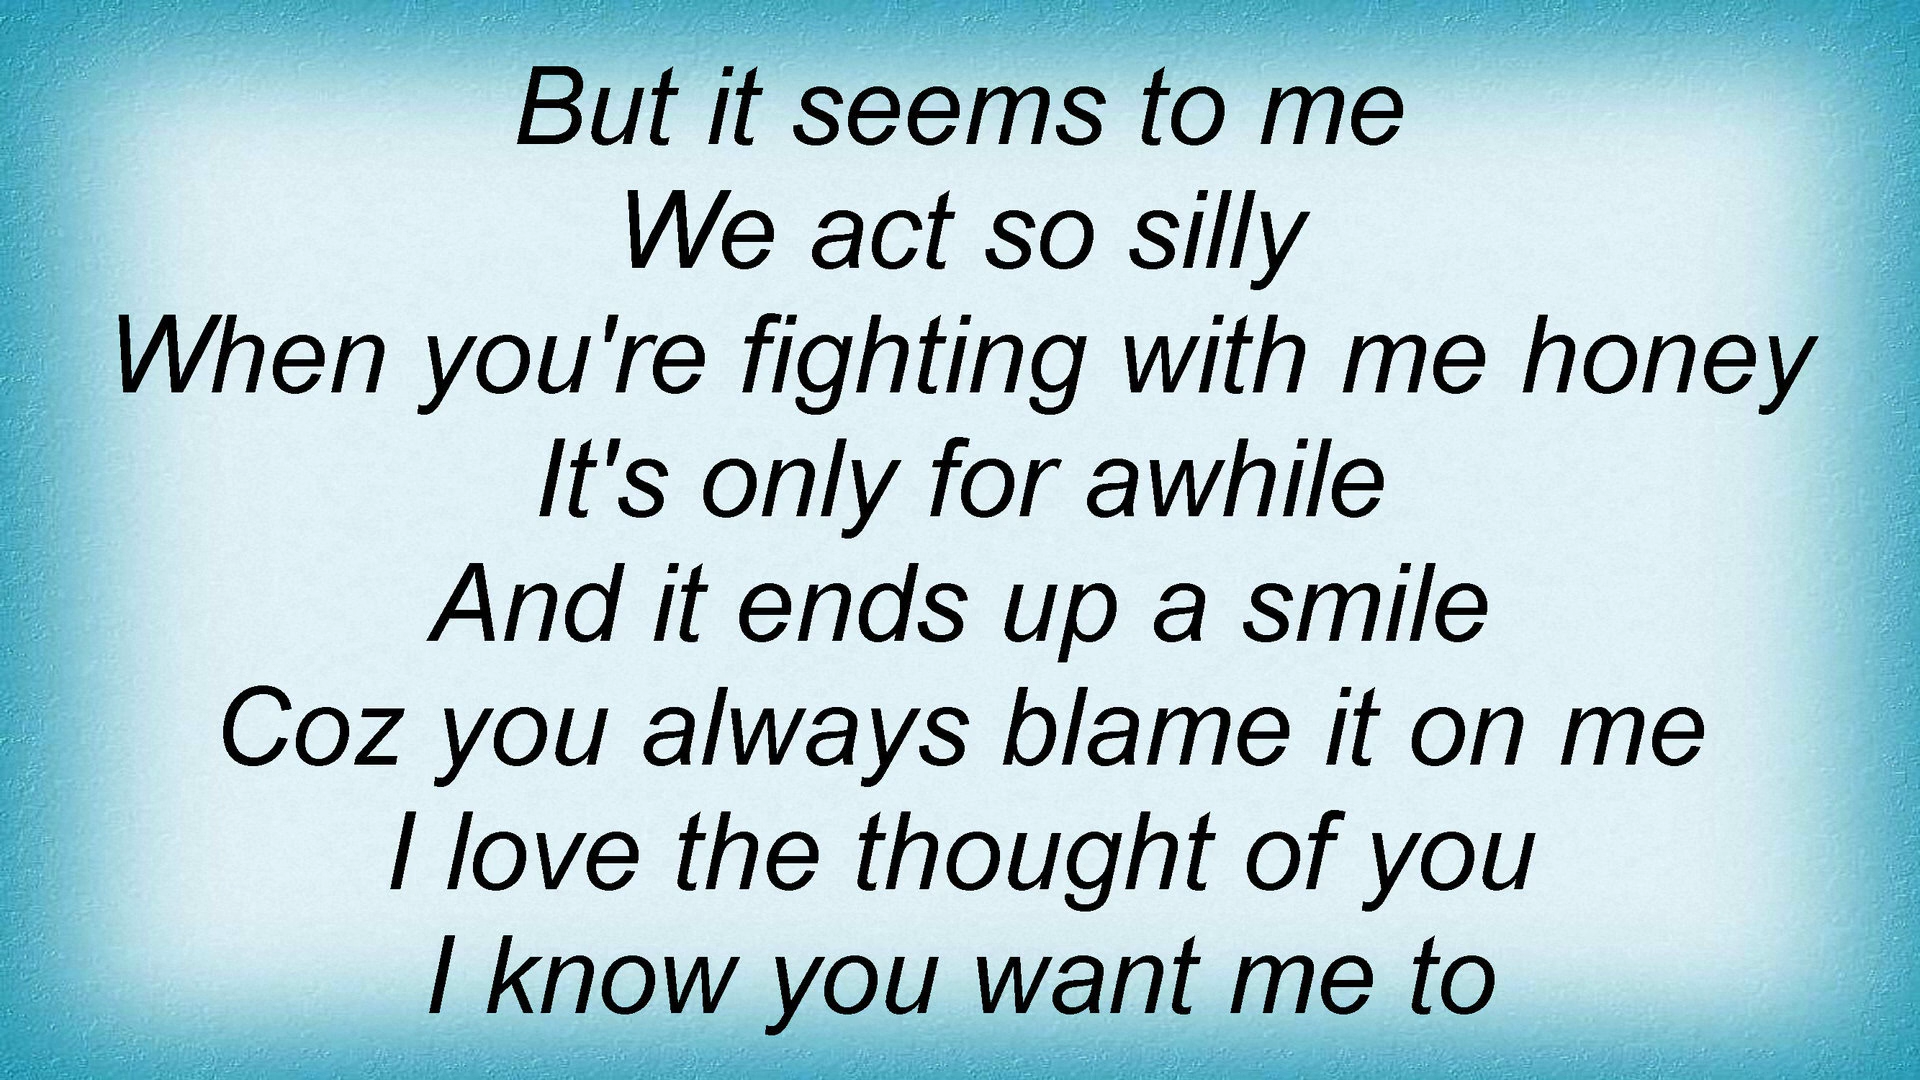 But it seems to me
We act so silly
When you're fighting with me honey
It's only for awhile
And it ends up a smile
Coz you always blame it on me
I love the thought of you
I know you want me to